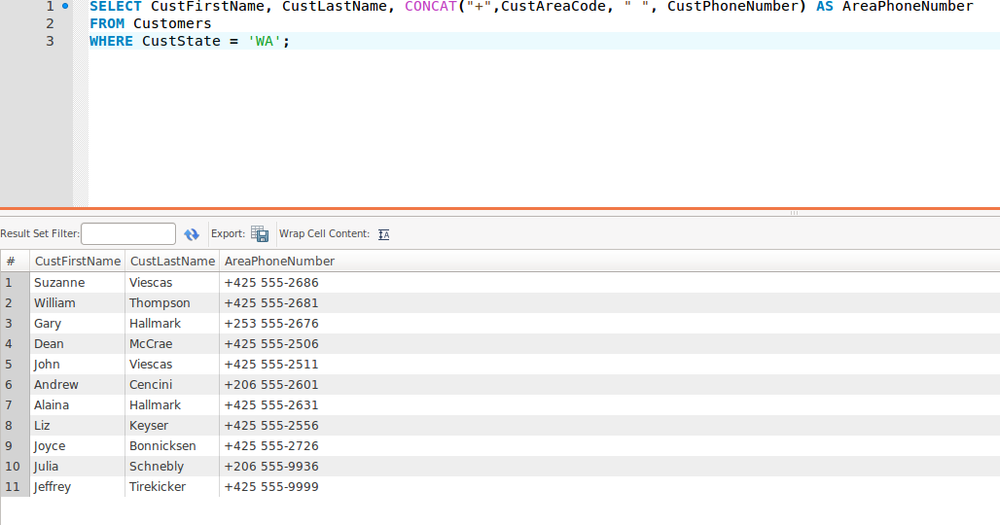 1 SELECT CustFirstName, CustLastName, CONCAT("+",CustAreaCode, " ", CustPhoneNumber) AS AreaPhoneNumber
2 FROM Customers
3 WHERE CustState = 'WA';
Result Set Filter: Export: Wrap Cell Content: IA
# CustFirstName CustLastName AreaPhoneNumber
1 Suzanne Viescas +425 555-2686
2 William Thompson +425 555-2681
3 Gary Hallmark +253 555-2676
4 Dean McCrae +425 555-2506
5 John Viescas +425 555-2511
6 Andrew Cencini +206 555-2601
7 Alaina Hallmark +425 555-2631
8 Liz Keyser +425 555-2556
9 Joyce Bonnicksen +425 555-2726
10 Julia Schnebly +206 555-9936
11 Jeffrey Tirekicker +425 555-9999